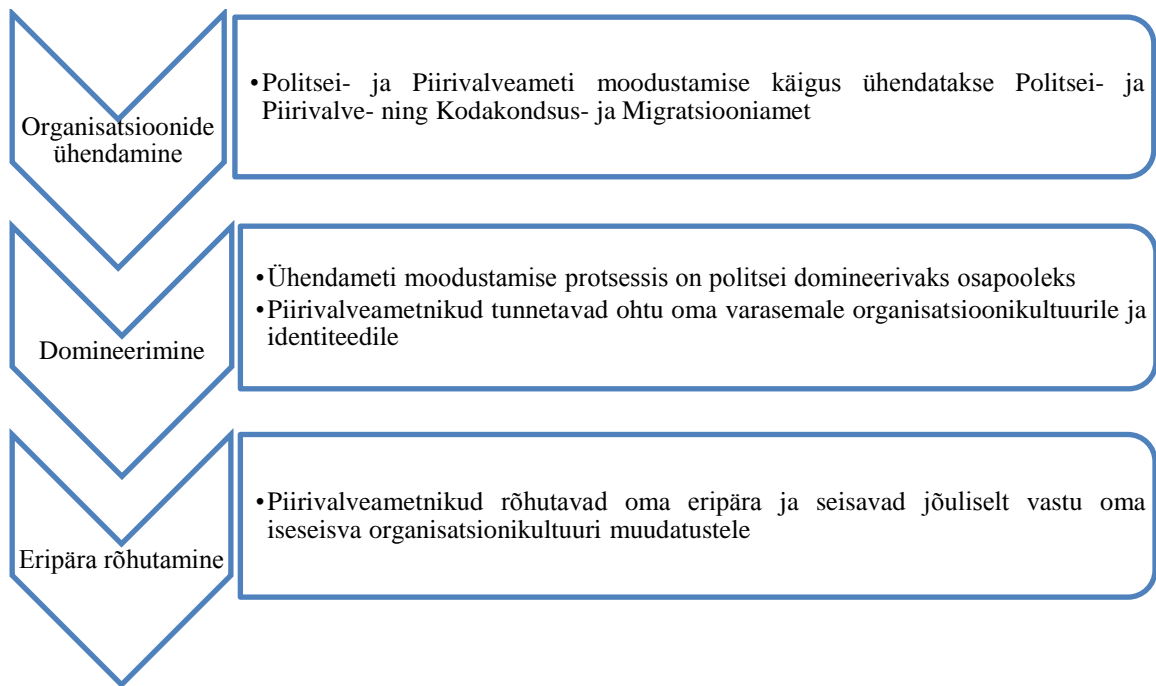 Organisatsioonide
ühendamine
•Politsei- ja Piirivalveameti moodustamise käigus ühendatakse Politsei- ja
Piirivalve- ning Kodakondsus- ja Migratsiooniamet
Domineerimine
•Ühendameti moodustamise protsessis on politsei domineerivaks osapooleks
•Piirivalveametnikud tunnetavad ohtu oma varasemale organisatsioonikultuurile ja
identiteedile
Eripära rõhutamine
•Piirivalveametnikud rõhutavad oma eripära ja seisavad jõuliselt vastu oma
iseseisva organisatsionikultuuri muudatustele